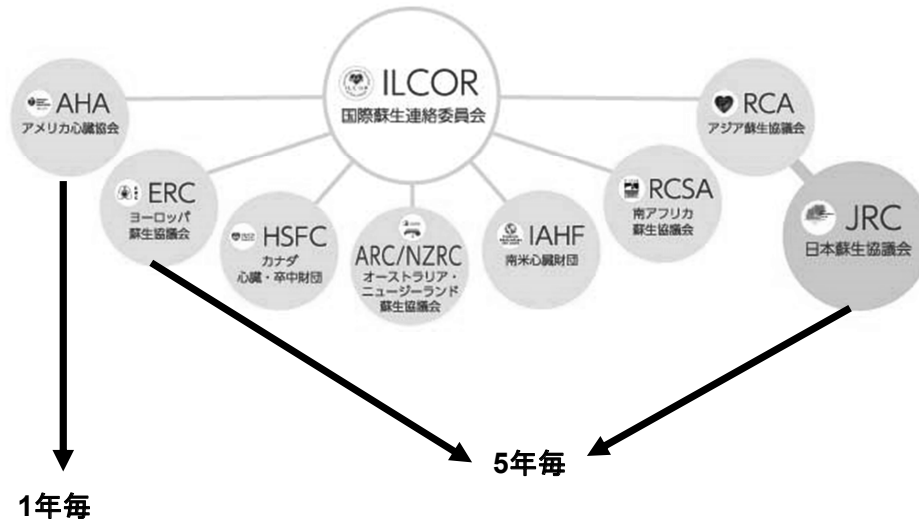 ILCOR
国際蘇生連絡委員会
AHA
アメリカ心臓協会
ERC
ヨーロッパ
蘇生協議会
HSFC
カナダ
心臓・卒中財団
ARC/NZRC
オーストラリア・
ニュージーランド
蘇生協議会
IAHF
南米心臓財団
RCSA
南アフリカ
蘇生協議会
RCA
アジア蘇生協議会
JRC
日本蘇生協議会
1年毎
5年毎